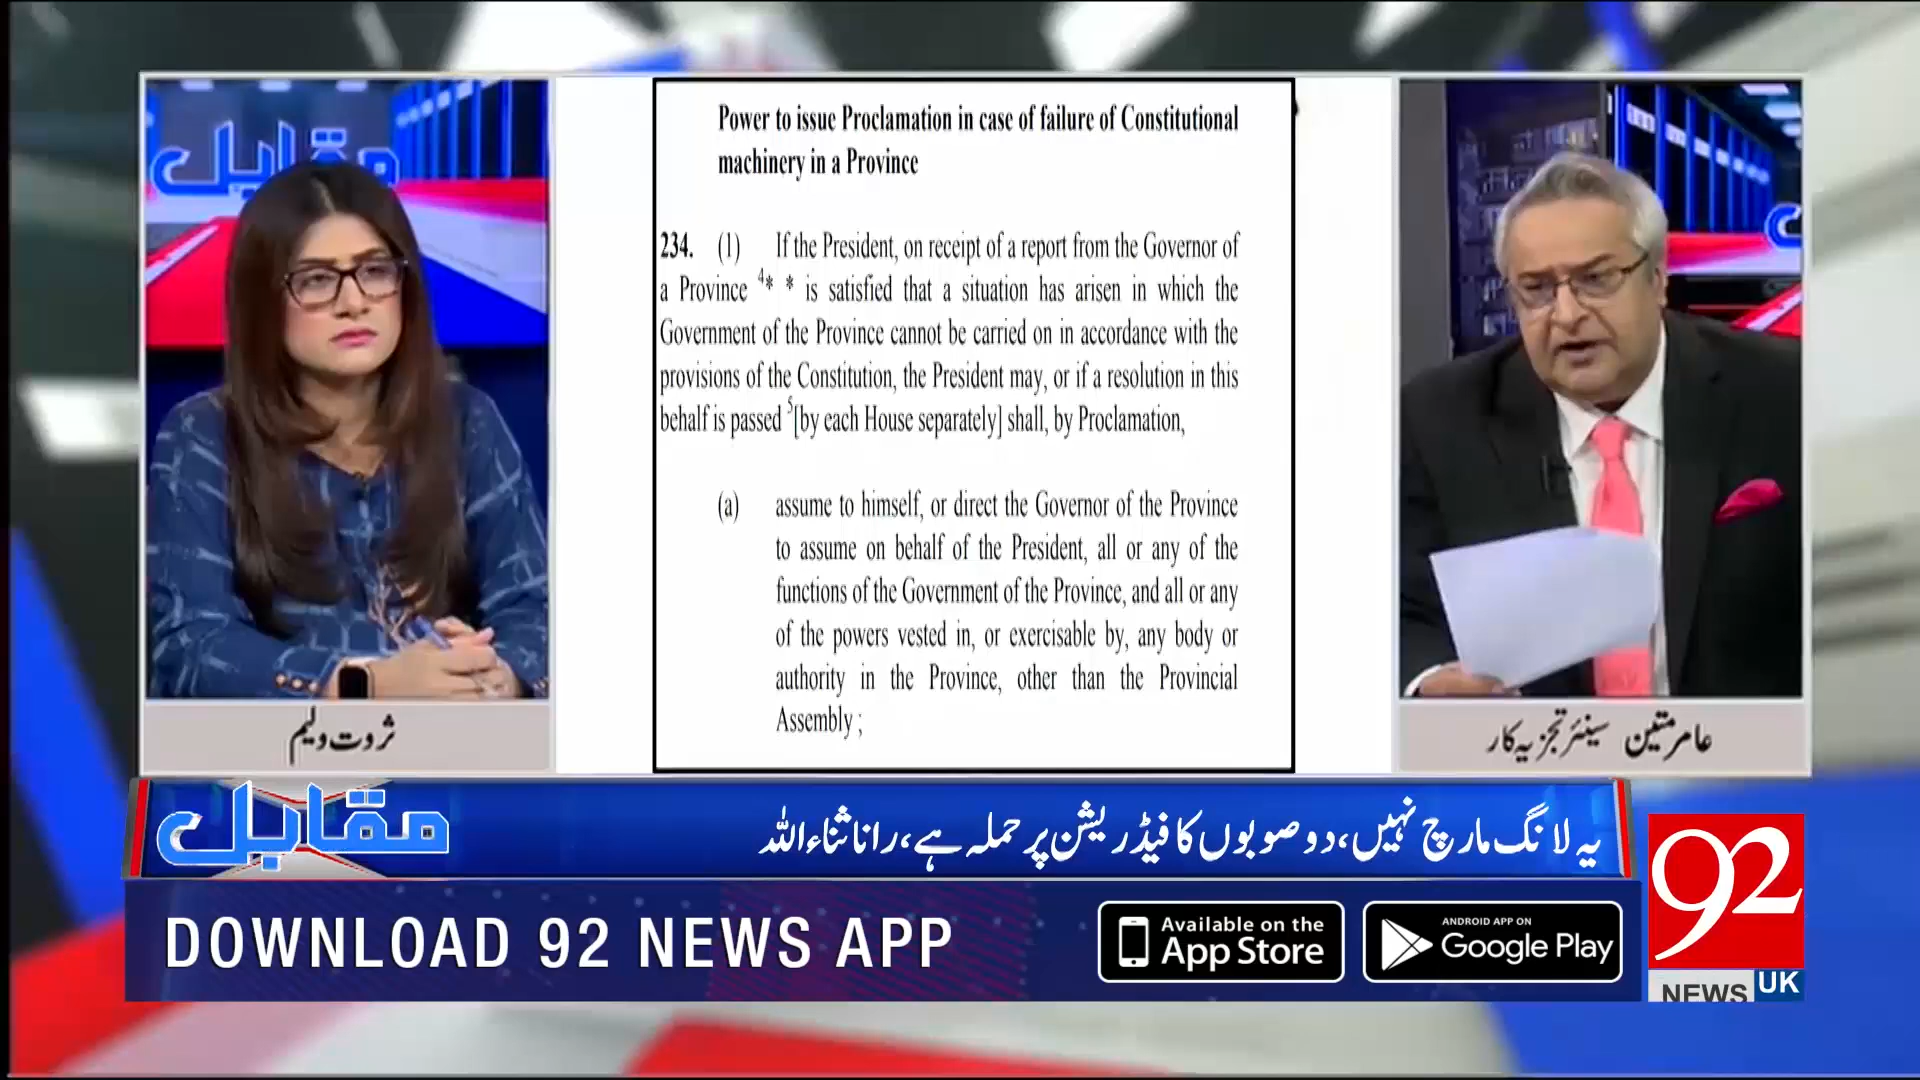 مقابل
Power to issue Proclamation in case of failure of Constitutional
machinery in a Province
234. (1) If the President, on receipt of a report from the Governor of
a Province 4* * is satisfied that a situation has arisen in which the
Government of the Province cannot be carried on in accordance with the
provisions of the Constitution, the President may, or if a resolution in this
behalf is passed 5[by each House separately] shall, by Proclamation,
(a) assume to himself, or direct the Governor of the Province
to assume on behalf of the President, all or any of the
functions of the Government of the Province, and all or any
of the powers vested in, or exercisable by, any body or
authority in the Province, other than the Provincial
Assembly ;
ثروت ولیم
عامر متین سینئر تجزیہ کار
مقابل
یہ لانگ مارچ نہیں، دو صوبوں کا فیڈریشن پر حملہ ہے، رانا ثناء اللہ
DOWNLOAD 92 NEWS APP
Available on the
App Store
ANDROID APP ON
Google Play
92
NEWS UK